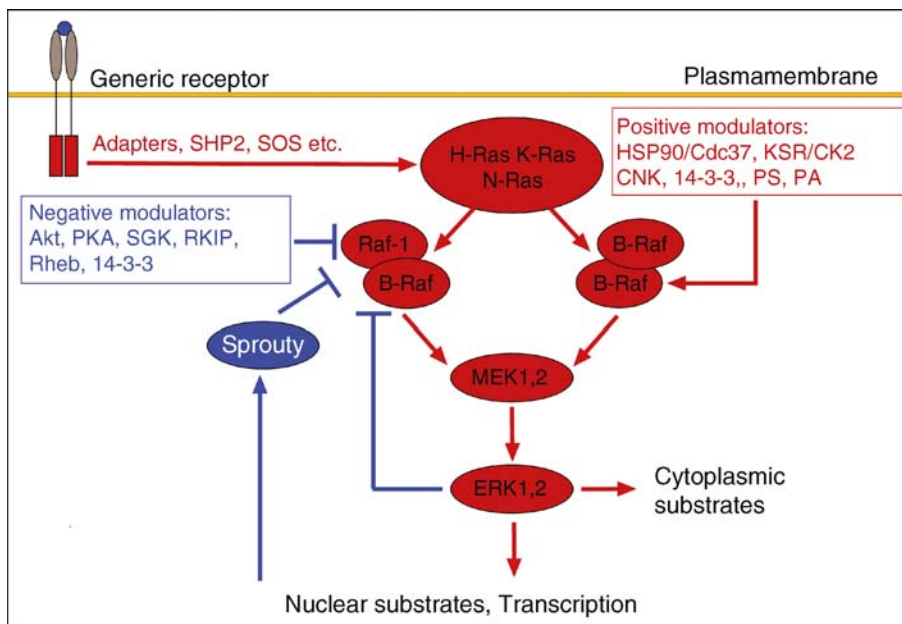 Generic receptor
Plasmamembrane
Adapters, SHP2, SOS etc.
H-Ras K-Ras
N-Ras
Positive modulators:
HSP90/Cdc37, KSR/CK2
CNK, 14-3-3,, PS, PA
Negative modulators:
Akt, PKA, SGK, RKIP,
Rheb, 14-3-3
Raf-1
B-Raf
B-Raf
B-Raf
Sprouty
MEK1,2
ERK1,2
Cytoplasmic
substrates
Nuclear substrates, Transcription